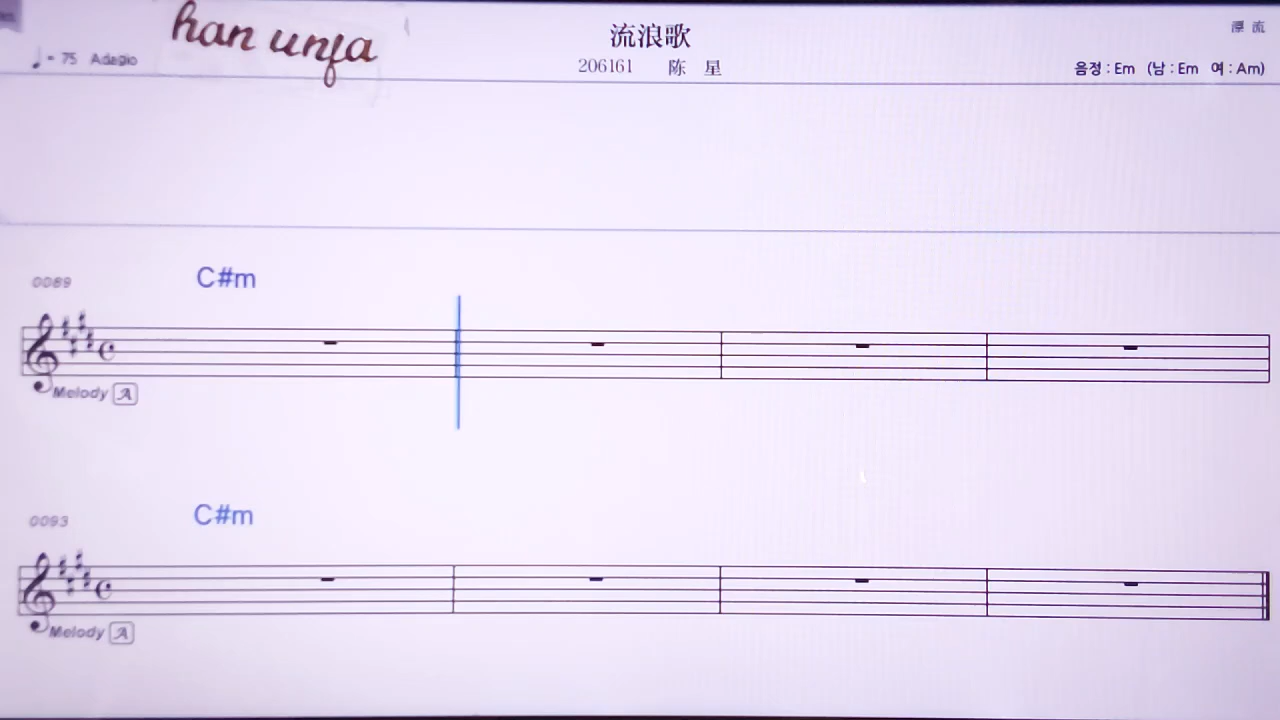 han unfa
流浪歌
漂 流
♩= 75 Adagio
206161 陈 星
음정 : Em (남 : Em 여 : Am)
0089
C#m
Melody A
0093
C#m
Melody A